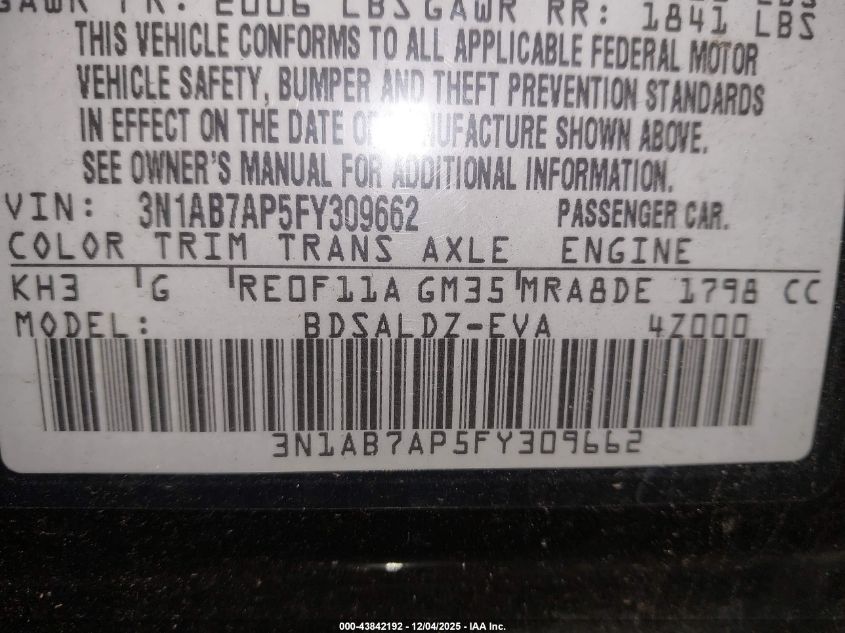 2006 LBS GAWR RR: 1841 LBS
THIS VEHICLE CONFORMS TO ALL APPLICABLE FEDERAL MOTOR
VEHICLE SAFETY, BUMPER AND THEFT PREVENTION STANDARDS
IN EFFECT ON THE DATE OF MANUFACTURE SHOWN ABOVE.
SEE OWNER'S MANUAL FOR ADDITIONAL INFORMATION.
VIN: 3N1AB7AP5FY309662 PASSENGER CAR.
COLOR TRIM TRANS AXLE ENGINE
KH3 G RE0F11A GM35 MRA8DE 1798 CC
MODEL: BDSALDZ-EVA 4Z000
3N1AB7AP5FY309662
000-43842192 - 12/04/2025 - IAA Inc.